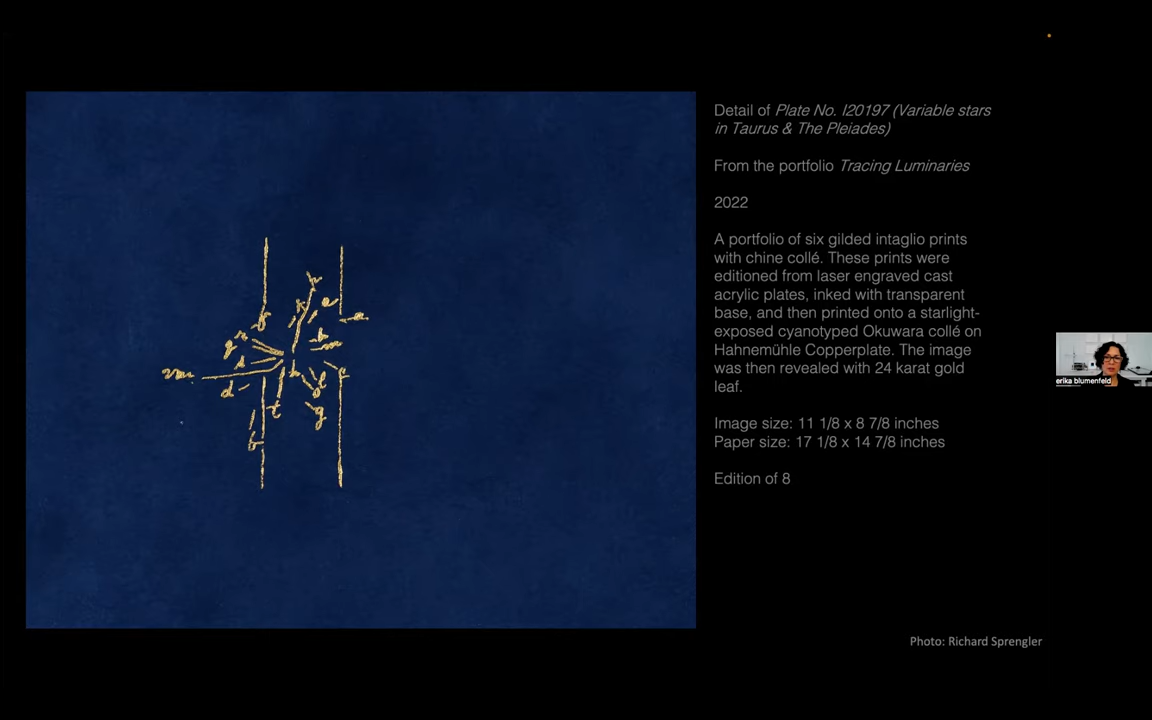 Detail of Plate No. I20197 (Variable stars
in Taurus & The Pleiades)
From the portfolio Tracing Luminaries
2022
A portfolio of six gilded intaglio prints
with chine collé. These prints were
editioned from laser engraved cast
acrylic plates, inked with transparent
base, and then printed onto a starlight-
exposed cyanotyped Okuwara collé on
Hahnemühle Copperplate. The image
was then revealed with 24 karat gold
leaf.
Image size: 11 1/8 x 8 7/8 inches
Paper size: 17 1/8 x 14 7/8 inches
Edition of 8
erika blumenfeld
Photo: Richard Sprengler